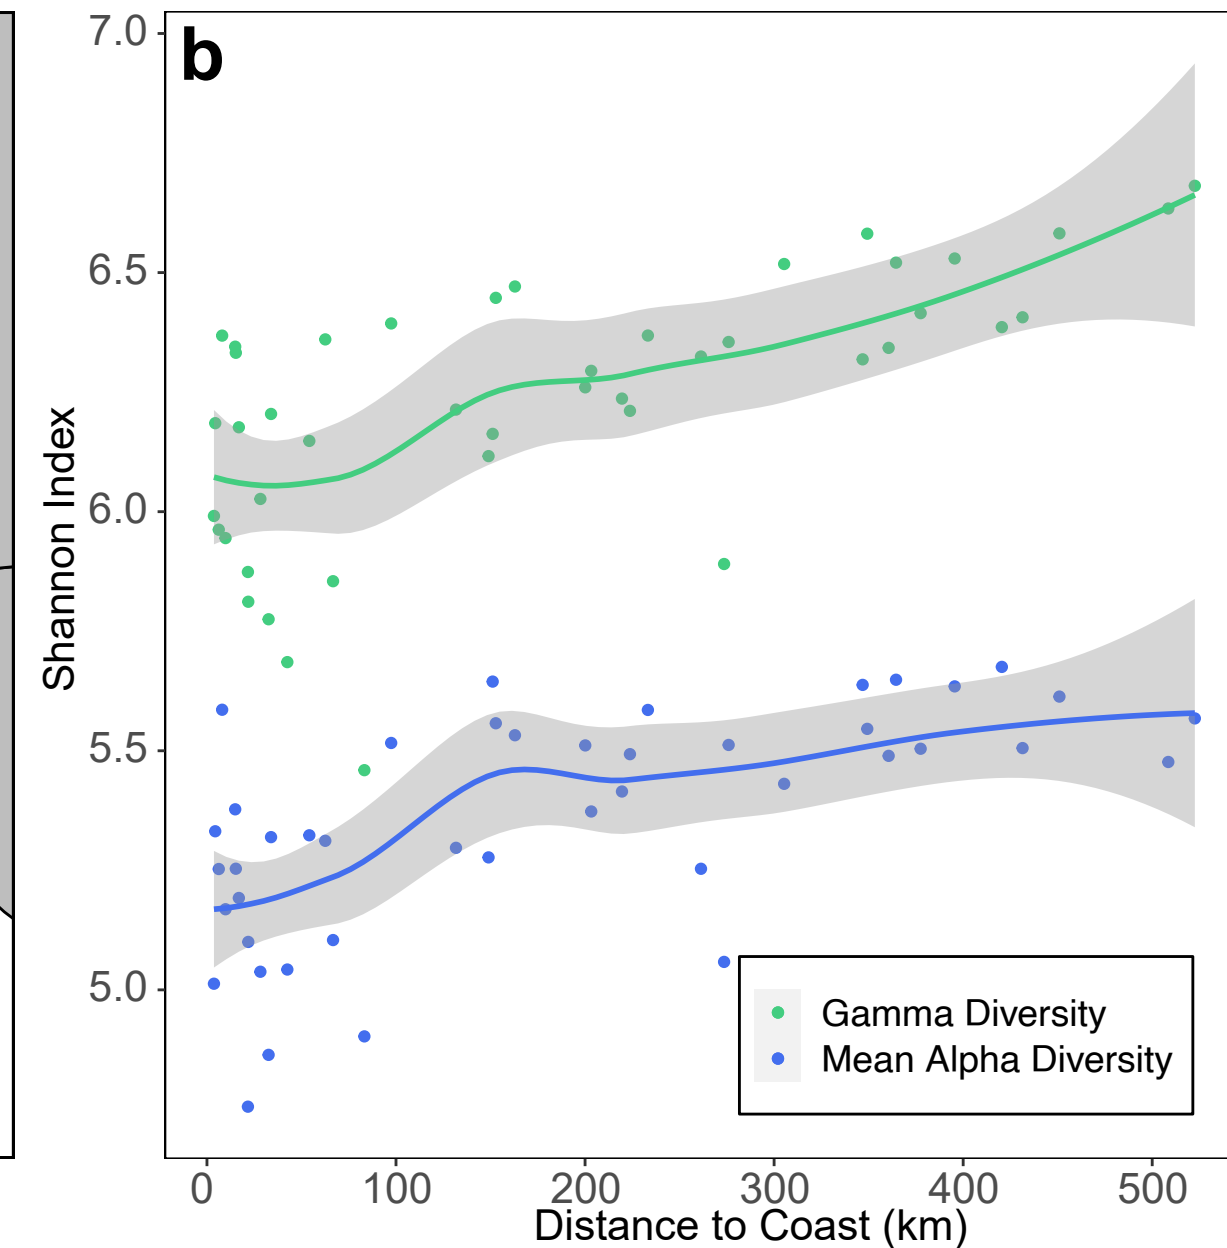 b
7.0
6.5
6.0
5.5
5.0
Shannon Index
Gamma Diversity
Mean Alpha Diversity
0 100 200 300 400 500
Distance to Coast (km)